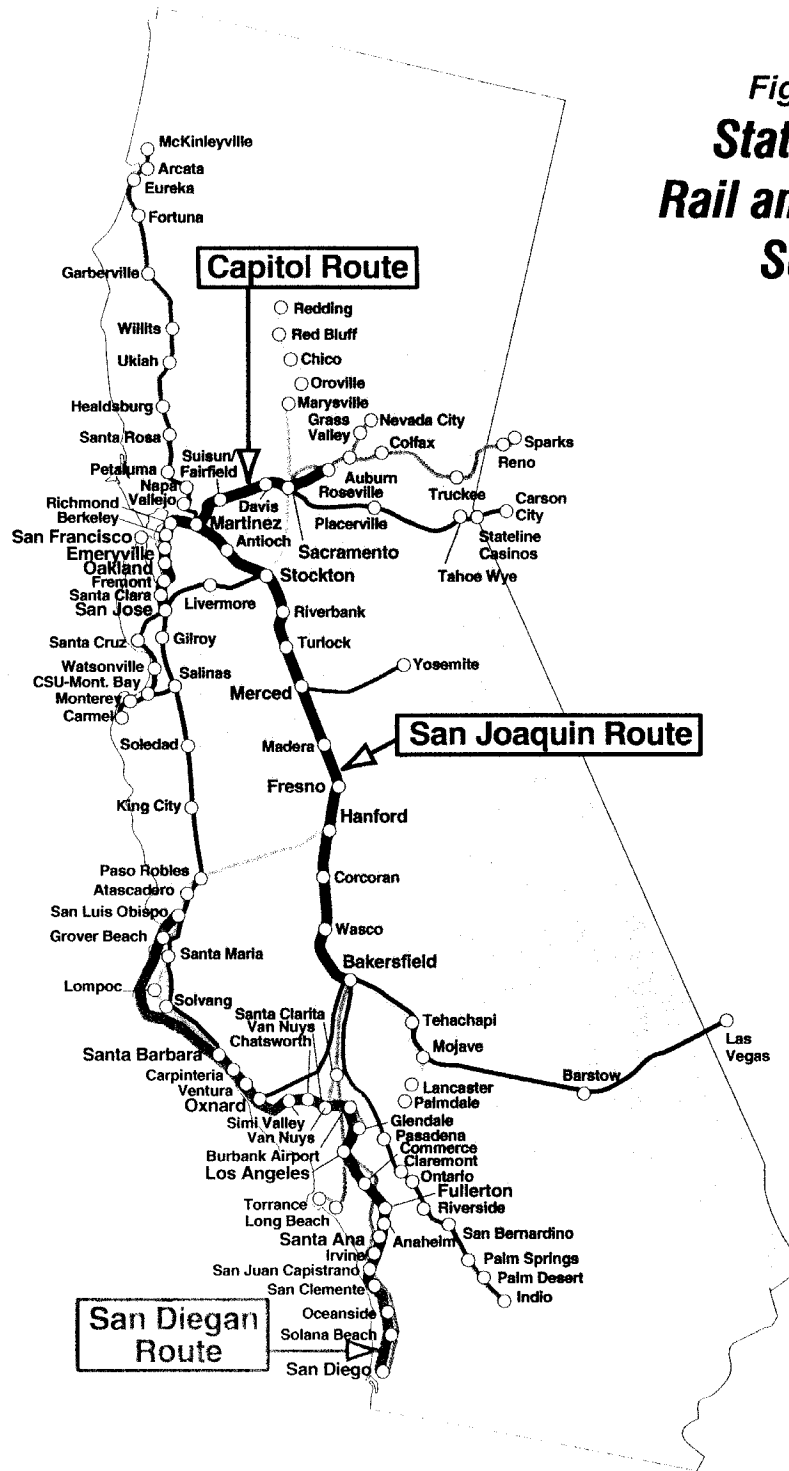 Fig
Stat
Rail an
S
McKinleyville
Arcata
Eureka
Fortuna
Garberville
Capitol Route
Redding
Red Bluff
Willits
Chico
Ukiah
Oroville
Marysville
Healdsburg
Grass
Valley
Nevada City
Santa Rosa
Colfax
Sparks
Reno
Suisun/
Fairfield
Petaluma
Napa
Vallejo
Auburn
Roseville
Truckee
Davis
Richmond
Berkeley
Martinez
Placerville
Carson
City
San Francisco
Antioch
Sacramento
Stateline
Casinos
Emeryville
Oakland
Tahoe Wye
Fremont
Stockton
Santa Clara
San Jose
Livermore
Riverbank
Santa Cruz
Gilroy
Turlock
Watsonville
Yosemite
CSU-Mont. Bay
Salinas
Merced
Monterey
Carmel
San Joaquin Route
Soledad
Madera
Fresno
King City
Hanford
Paso Robles
Corcoran
Atascadero
San Luis Obispo
Wasco
Grover Beach
Santa Maria
Bakersfield
Lompoc
Solvang
Santa Clarita
Van Nuys
Chatsworth
Tehachapi
Las
Vegas
Mojave
Santa Barbara
Barstow
Carpinteria
Ventura
Lancaster
Palmdale
Oxnard
Simi Valley
Van Nuys
Glendale
Pasadena
Burbank Airport
Commerce
Los Angeles
Claremont
Ontario
Fullerton
Torrance
Long Beach
Riverside
San Bernardino
Santa Ana
Anaheim
Irvine
Palm Springs
San Juan Capistrano
Palm Desert
San Clemente
Indio
Oceanside
San Diegan
Route
Solana Beach
San Diego